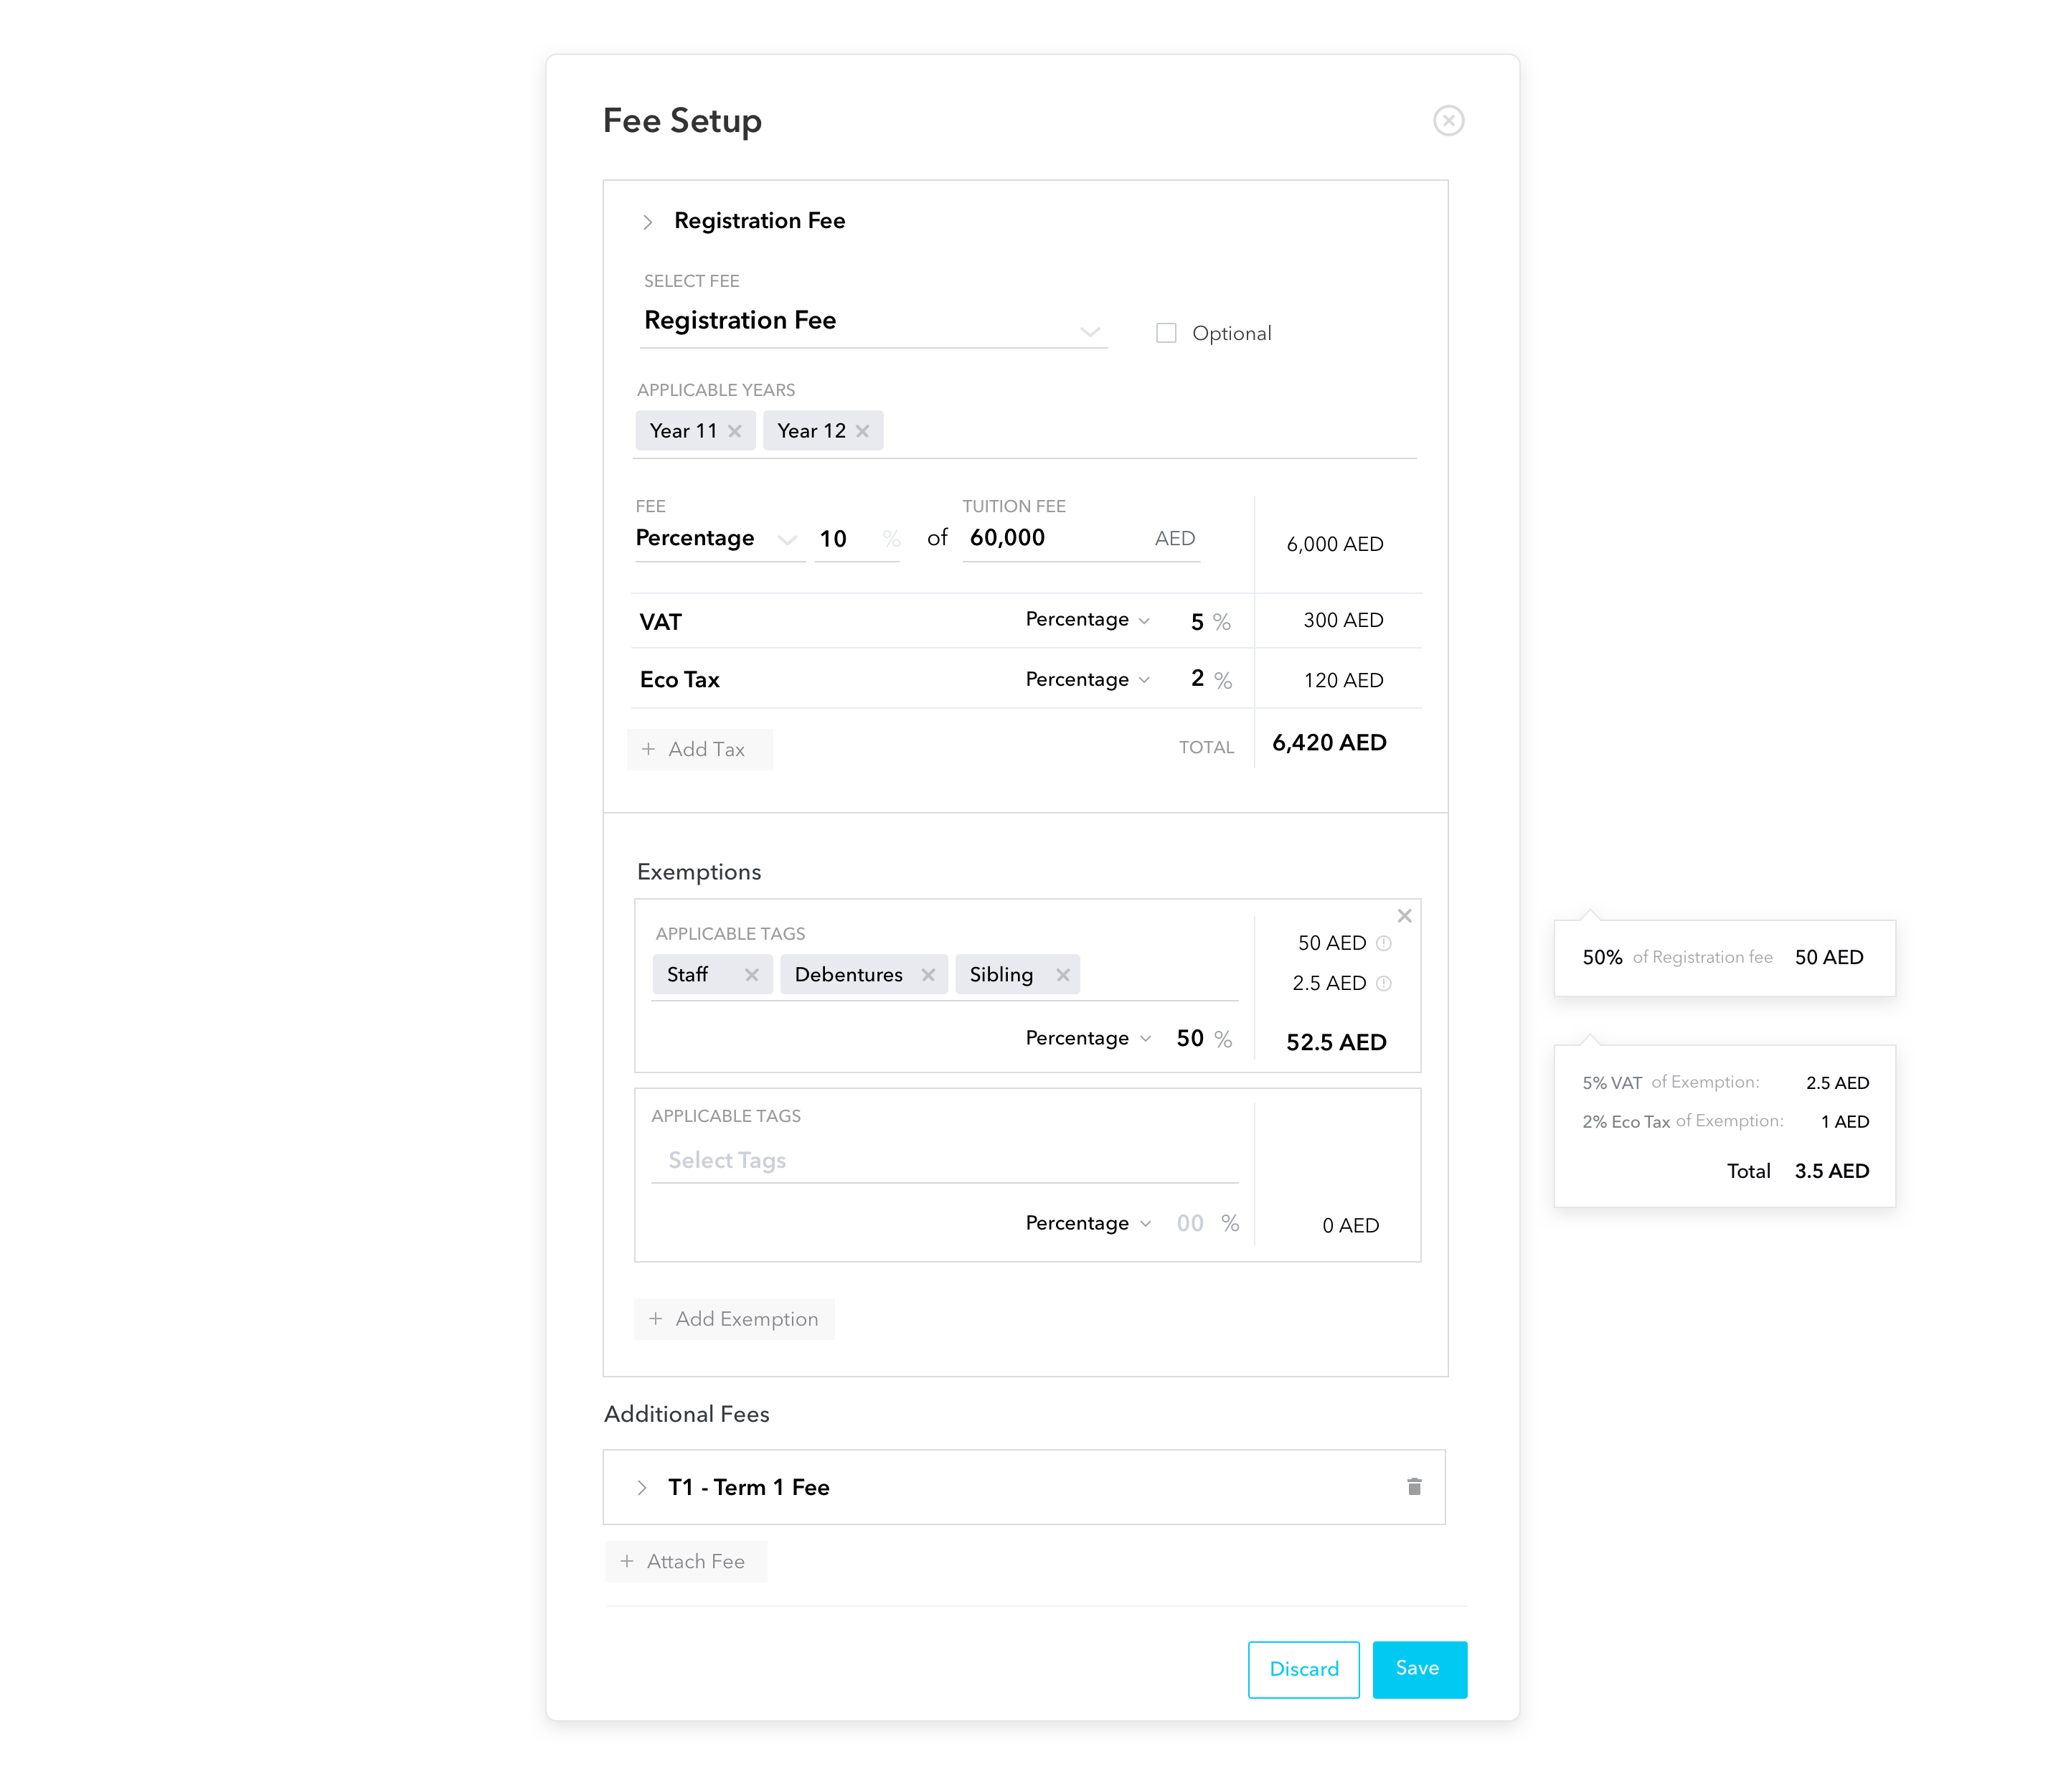 Fee Setup
Registration Fee
SELECT FEE
Registration Fee
Optional
APPLICABLE YEARS
Year 11 Year 12
FEE TUITION FEE
Percentage 10 % of 60,000 AED 6,000 AED
VAT Percentage 5 % 300 AED
Eco Tax Percentage 2 % 120 AED
+ Add Tax TOTAL 6,420 AED
Exemptions
APPLICABLE TAGS 50 AED
Staff Debentures Sibling 2.5 AED
Percentage 50 % 52.5 AED
APPLICABLE TAGS
Select Tags
Percentage 00 % 0 AED
+ Add Exemption
Additional Fees
T1 - Term 1 Fee
+ Attach Fee
Discard Save
50% of Registration fee 50 AED
5% VAT of Exemption: 2.5 AED
2% Eco Tax of Exemption: 1 AED
Total 3.5 AED